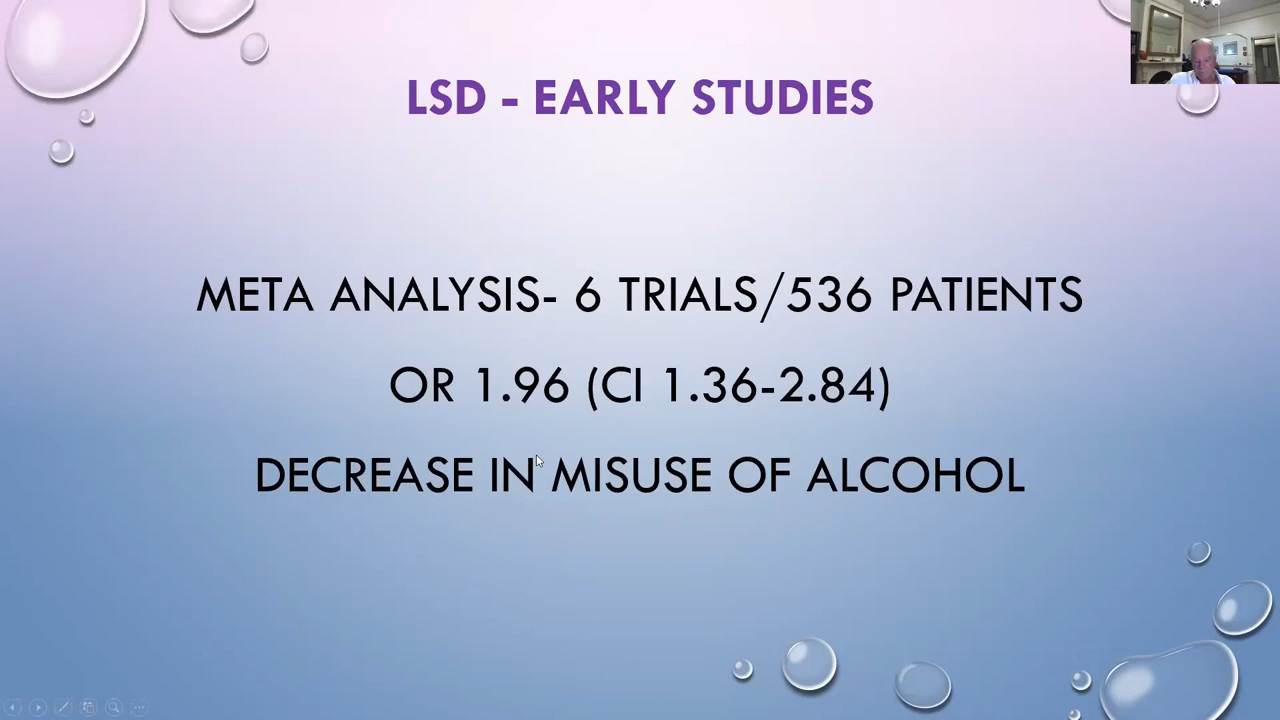 LSD - EARLY STUDIES
META ANALYSIS- 6 TRIALS/536 PATIENTS
OR 1.96 (CI 1.36-2.84)
DECREASE IN MISUSE OF ALCOHOL